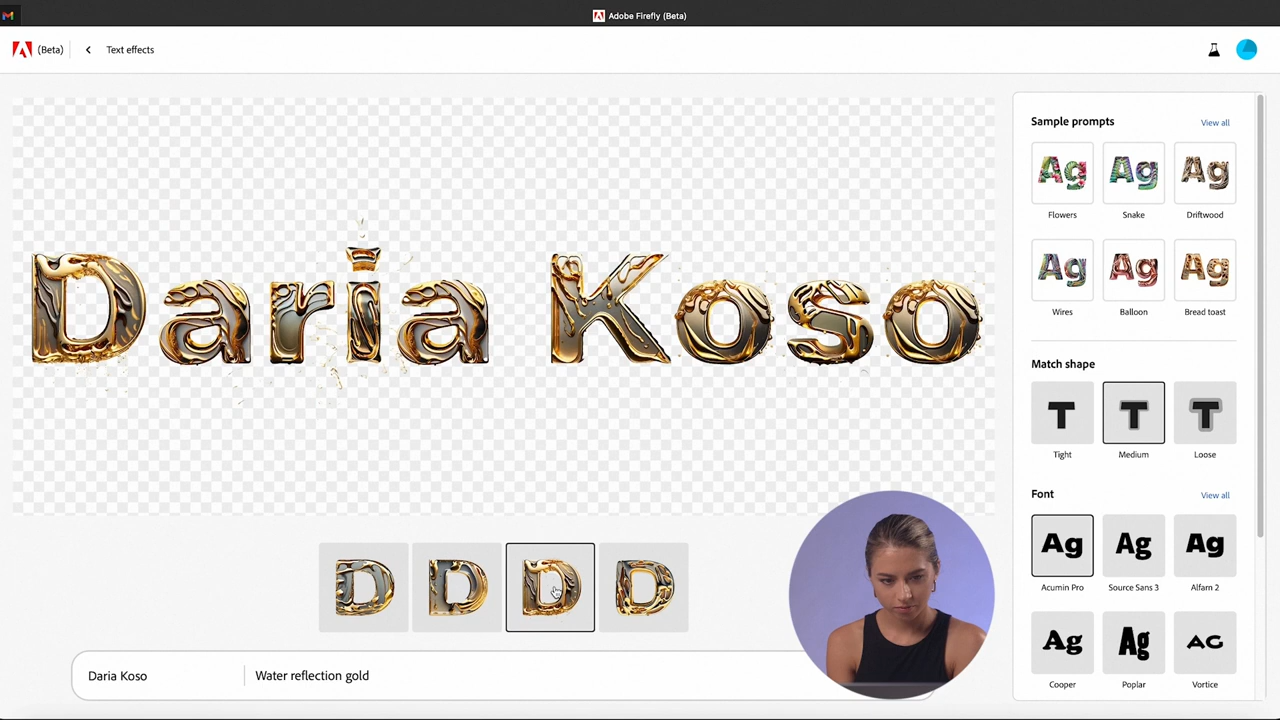 Adobe Firefly (Beta)
(Beta)
Text effects
Daria Koso
Sample prompts
View all
Ag
Ag
Ag
Flowers
Snake
Driftwood
Ag
Ag
Ag
Wires
Balloon
Bread toast
Match shape
T
T
T
Tight
Medium
Loose
Font
View all
Ag
Ag
Ag
Acumin Pro
Source Sans 3
Alfarn 2
Ag
Ag
AG
Cooper
Poplar
Vortice
D
D
D
D
Daria Koso
Water reflection gold